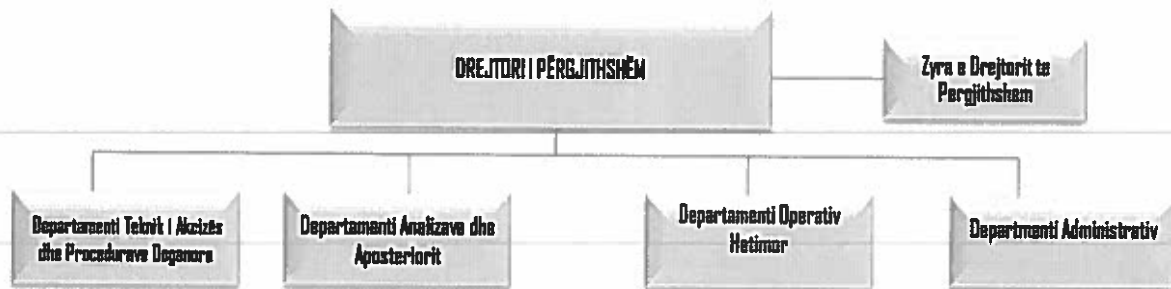 DREJTORI I PËRGJITHSHËM
Zyra e Drejtorit te
Pergjithshem
Departamenti Teknik i Akcizës
dhe Procedurave Doganore
Departamenti Analizave dhe
Aposteriorit
Departamenti Operativ
Hetimor
Departmenti Administrativ